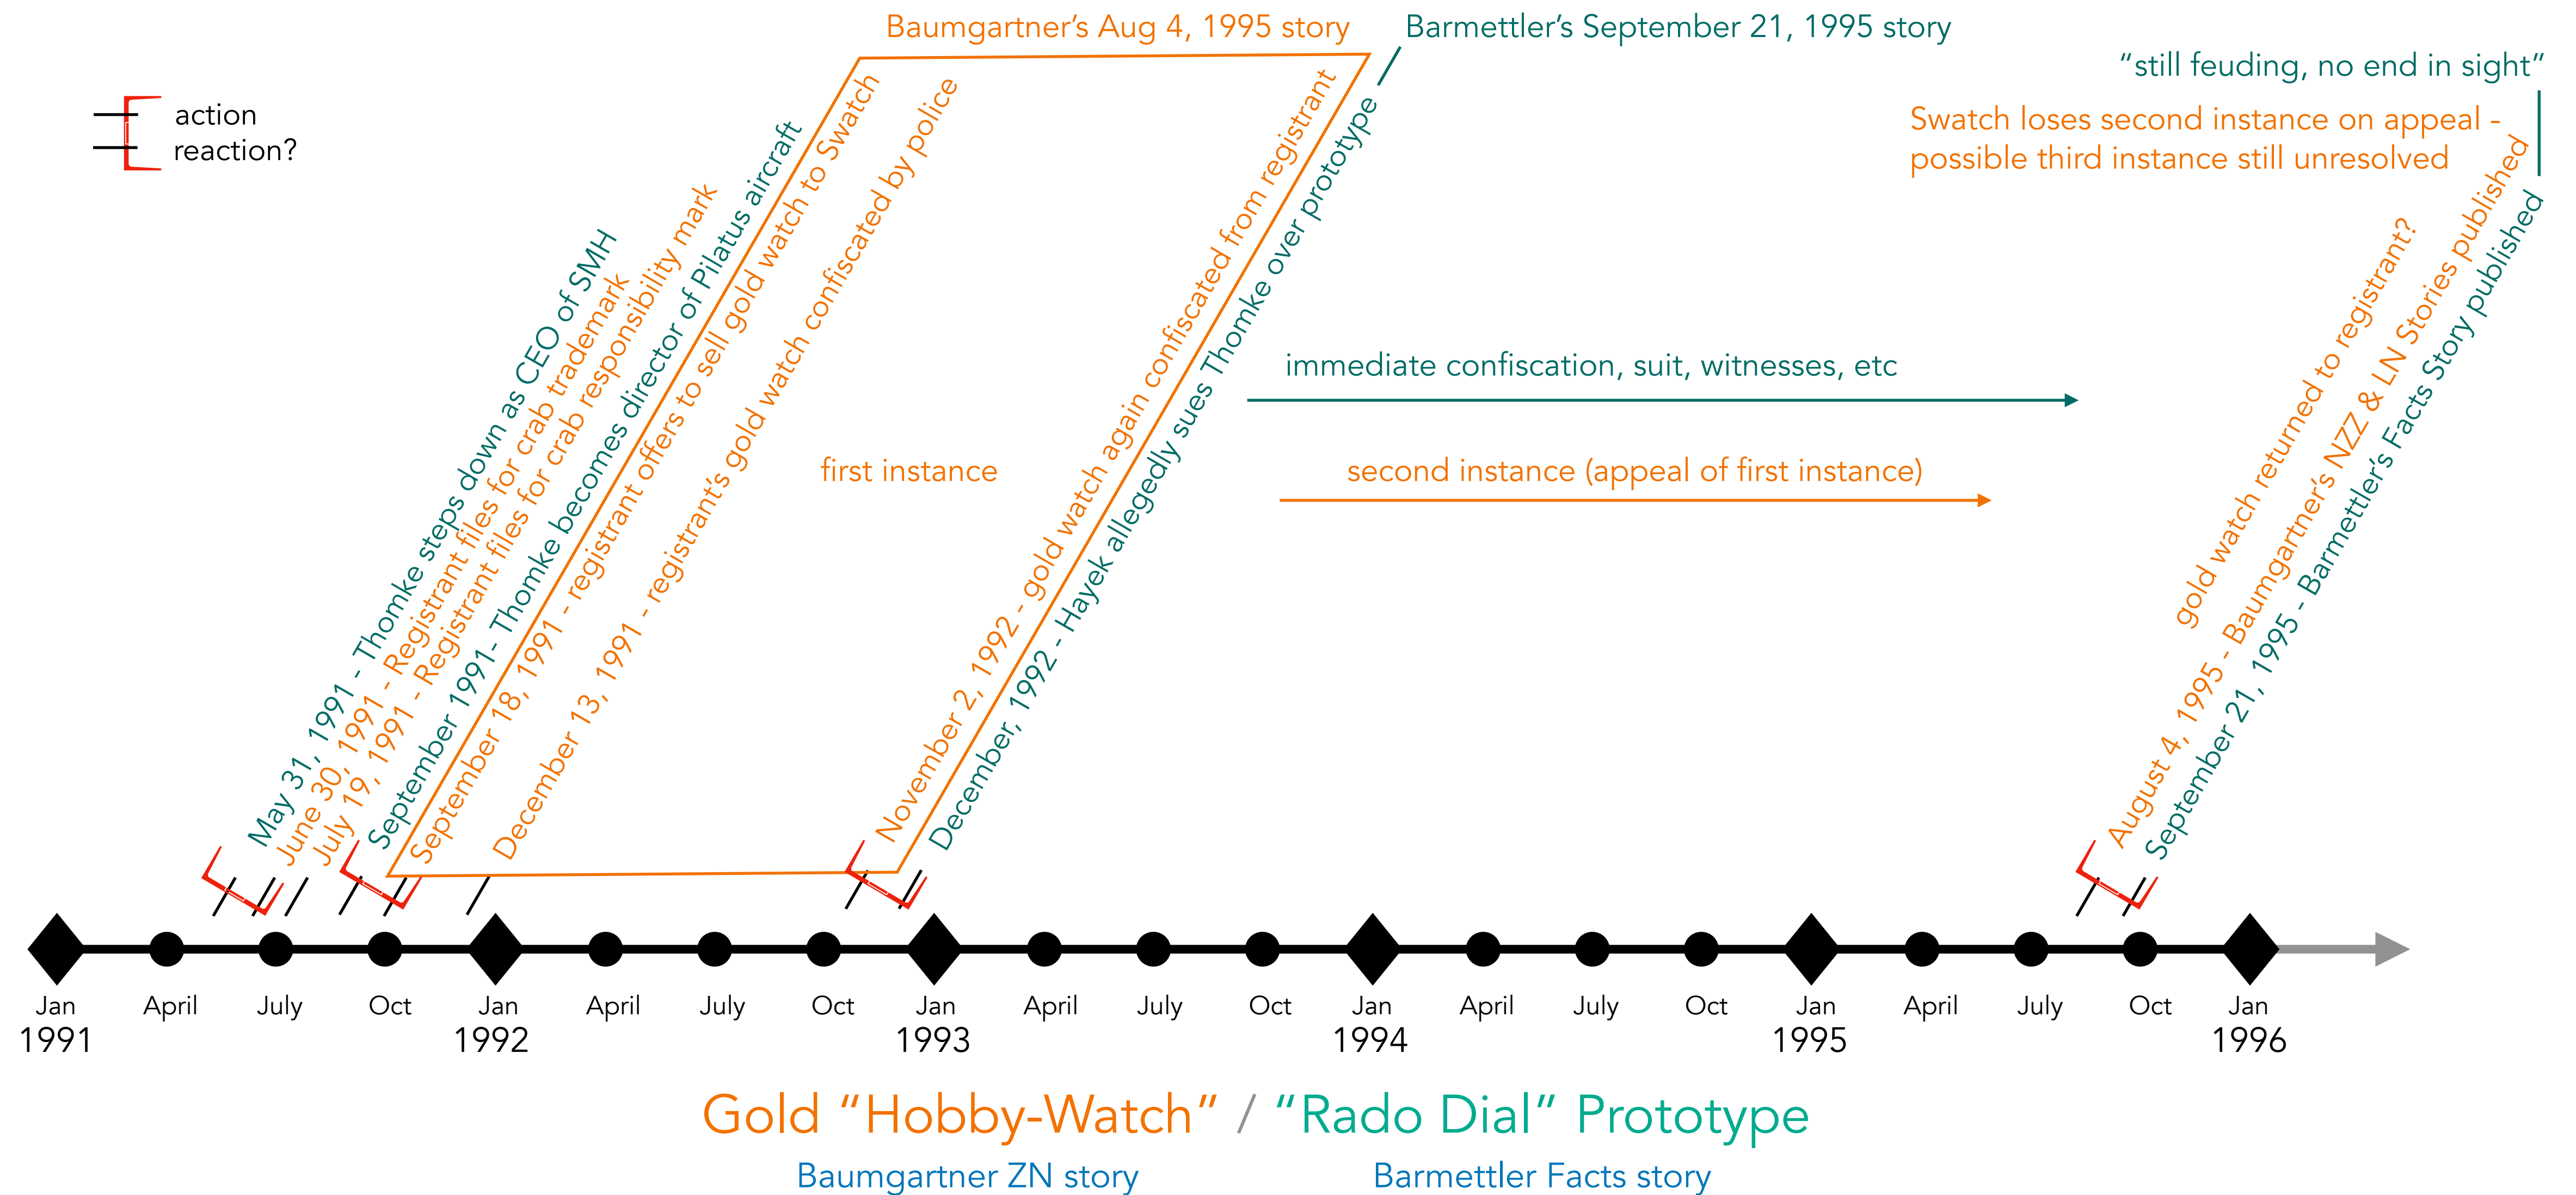 Baumgartner’s Aug 4, 1995 story
Barmettler’s September 21, 1995 story
“still feuding, no end in sight”
Swatch loses second instance on appeal -
possible third instance still unresolved
action
reaction?
May 31, 1991 - Thomke steps down as CEO of SMH
June 30, 1991 - Registrant files for crab trademark
July 19, 1991 - Registrant files for crab responsibility mark
September 1991- Thomke becomes director of Pilatus aircraft
September 18, 1991 - registrant offers to sell gold watch to Swatch
December 13, 1991 - registrant’s gold watch confiscated by police
November 2, 1992 - gold watch again confiscated from registrant
December, 1992 - Hayek allegedly sues Thomke over prototype
immediate confiscation, suit, witnesses, etc
first instance
second instance (appeal of first instance)
gold watch returned to registrant?
August 4, 1995 - Baumgartner’s NZZ & LN Stories published
September 21, 1995 - Barmettler’s Facts Story published
Jan April July Oct Jan April July Oct Jan April July Oct Jan April July Oct Jan April July Oct Jan
1991 1992 1993 1994 1995 1996
Gold “Hobby-Watch” / “Rado Dial” Prototype
Baumgartner ZN story Barmettler Facts story